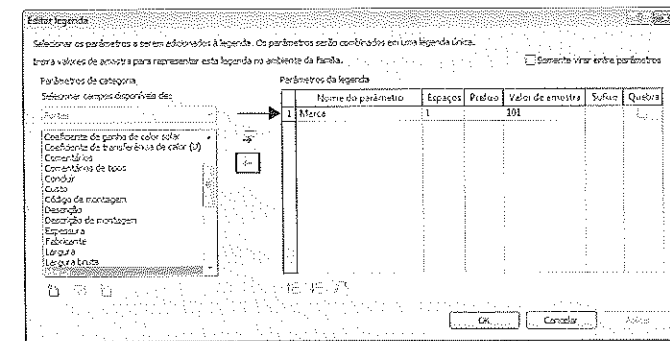 Editar legenda
Selecionar os parâmetros a serem adicionados à legenda. Os parâmetros serão combinados em uma legenda única.
Insira valores de amostra para representar esta legenda no ambiente da família.
Somente virar entre parâmetros
Parâmetros de categoria
Parâmetros da legenda
Selecionar campos disponíveis de:
Portas
Nome do parâmetro Espaços Prefixo Valor de amostra Sufixo Quebra
1 Marca 1 101
Coeficiente de ganho de calor solar
Coeficiente de transferência de calor (U)
Comentários
Comentários de tipos
Conduzir
Custo
Código de montagem
Descrição
Descrição de montagem
Espessura
Fabricante
Largura
Largura bruta
OK
Cancelar
Aplicar